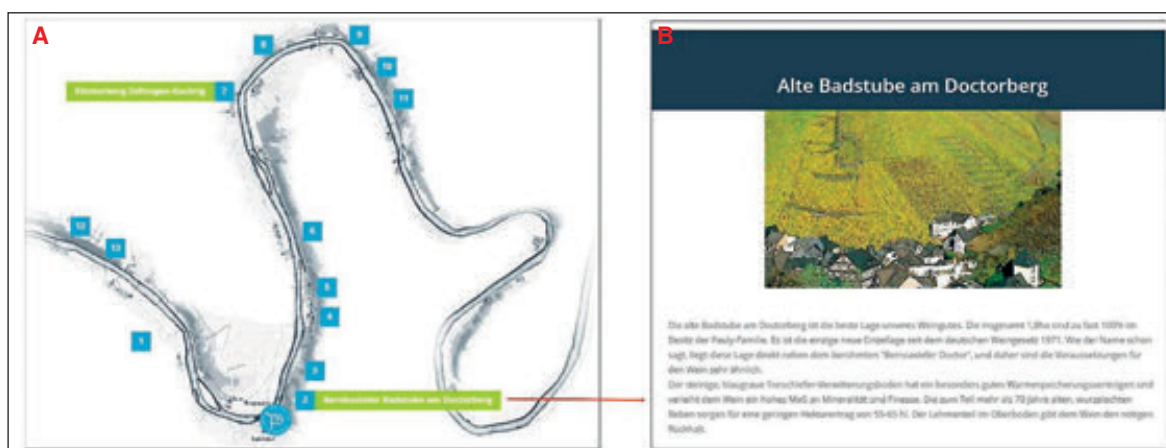 A
9
8
10
7
11
6
12
13
5
4
1
3
2 Bernkasteler Badstube am Doctorberg
B
Alte Badstube am Doctorberg
Die alte Badstube am Doctorberg ist die beste Lage unseres Weingutes. Die insgesamt 1,8ha sind zu fast 100% im
Besitz der Pauly-Familie. Es ist die einzige neue Einzellage seit dem deutschen Weingesetz 1971. Wie der Name schon
sagt, liegt diese Lage direkt neben dem berühmten "Bernkasteler Doctor", und daher sind die Voraussetzungen für
den Wein sehr ähnlich.
Der steinige, blaugraue Tonschiefer-Verwitterungsboden hat ein besonders guten Wärmespeicherungsvermögen und
verleiht dem Wein ein hohes Maß an Mineralität und Finesse. Die zum Teil mehr als 70 Jahre alten, wurzelechten
Reben sorgen für eine geringen Hektarertrag von 55-65 hl. Der Lehmanteil im Oberboden gibt dem Wein den nötigen
Rückhalt.